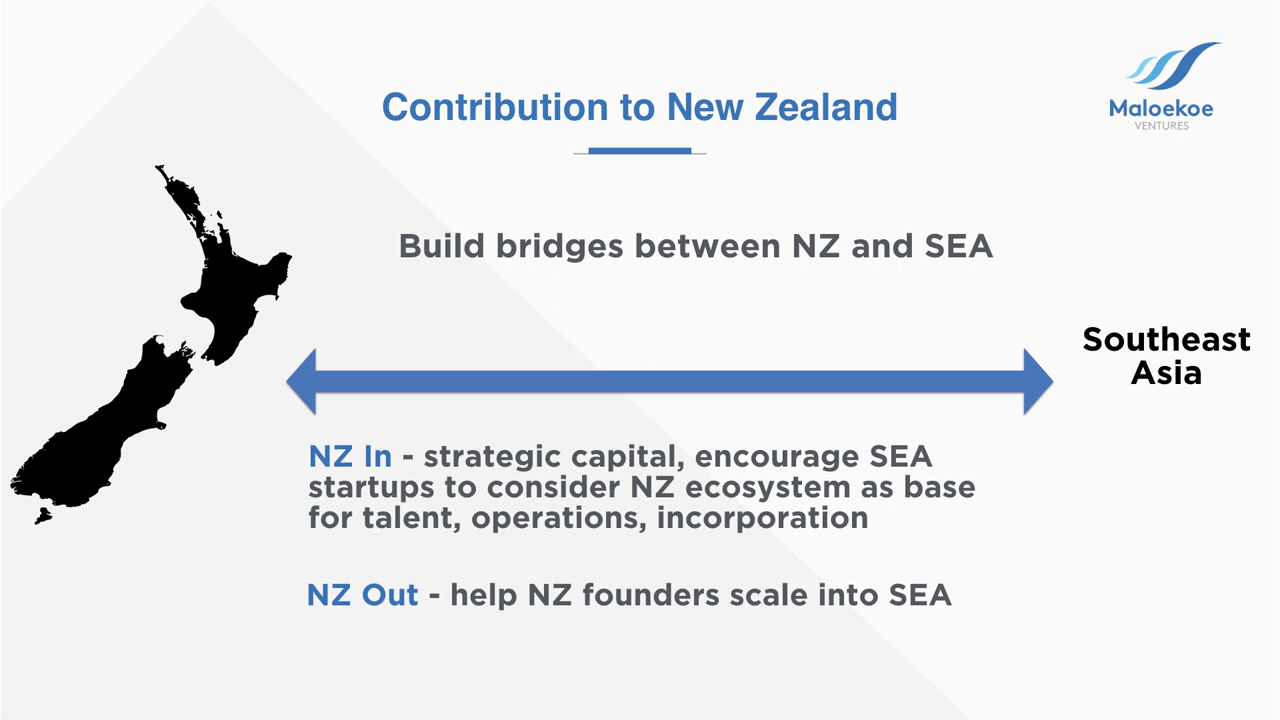 Contribution to New Zealand
Maloekoe
VENTURES
Build bridges between NZ and SEA
Southeast
Asia
NZ In - strategic capital, encourage SEA
startups to consider NZ ecosystem as base
for talent, operations, incorporation
NZ Out - help NZ founders scale into SEA